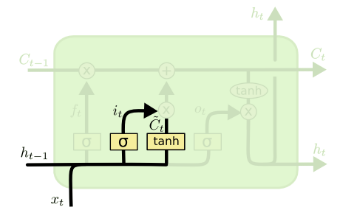 h_t
C_{t-1} × + C_t
tanh
f_t i_t × C̃_t o_t ×
σ σ tanh σ
h_{t-1} h_t
x_t